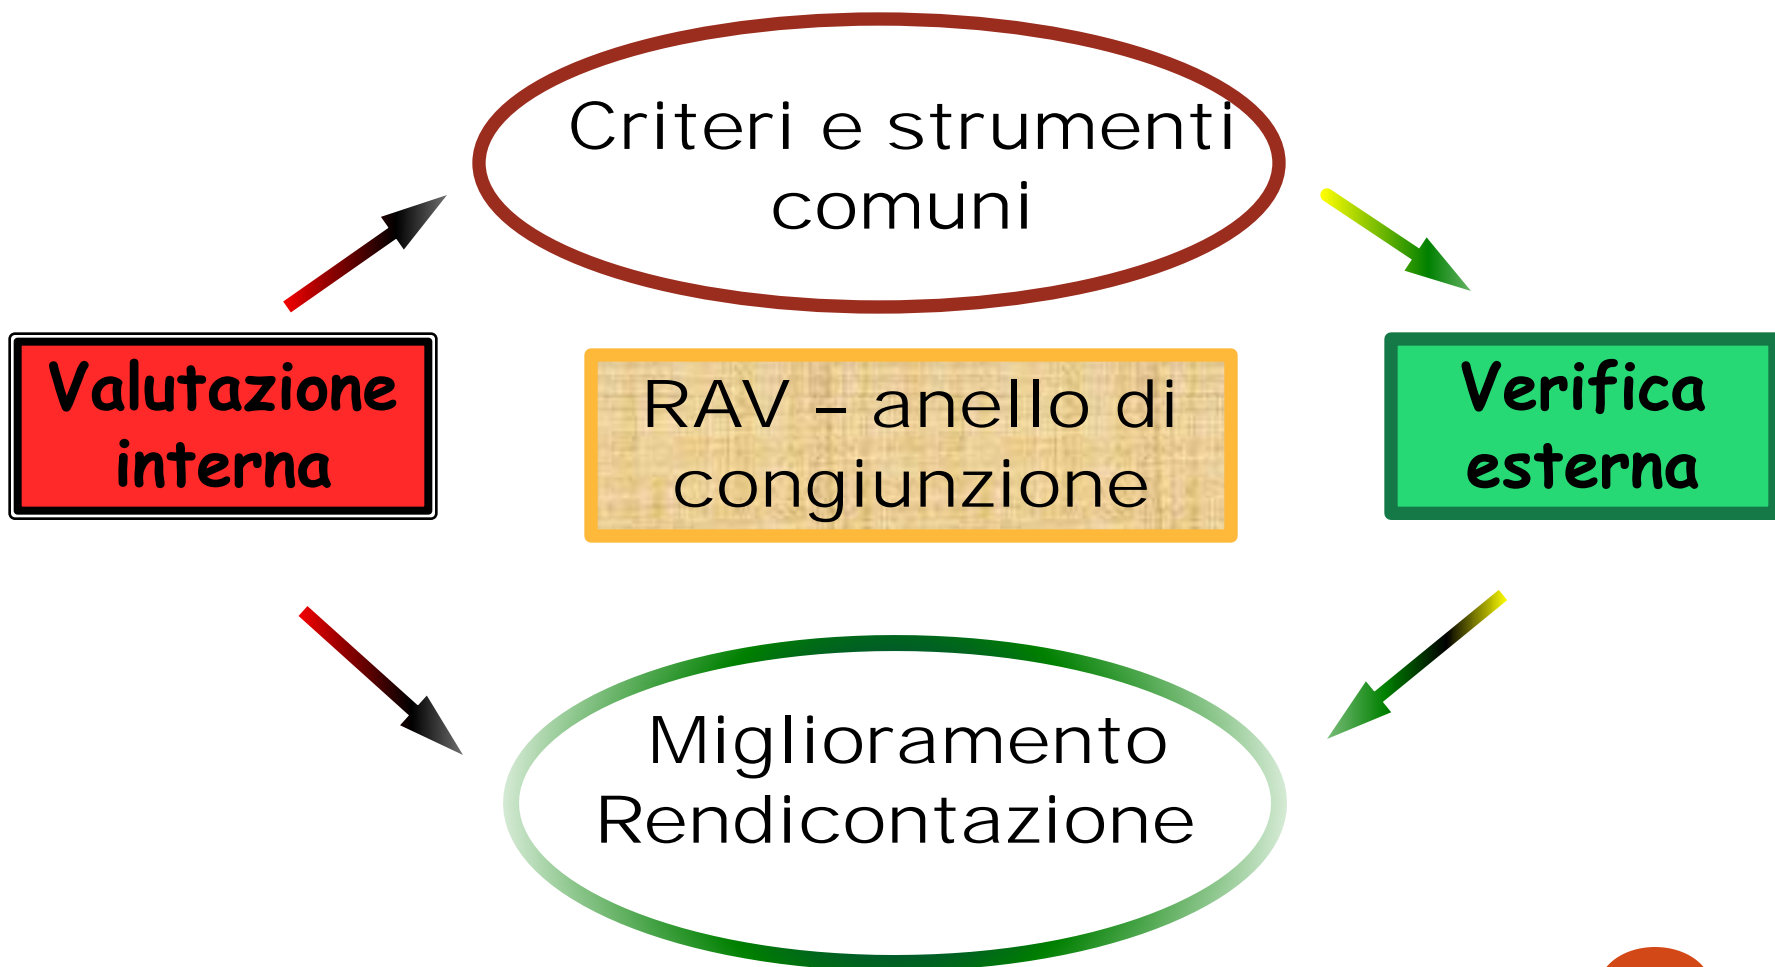 Criteri e strumenti
comuni
Valutazione
interna
RAV – anello di
congiunzione
Verifica
esterna
Miglioramento
Rendicontazione